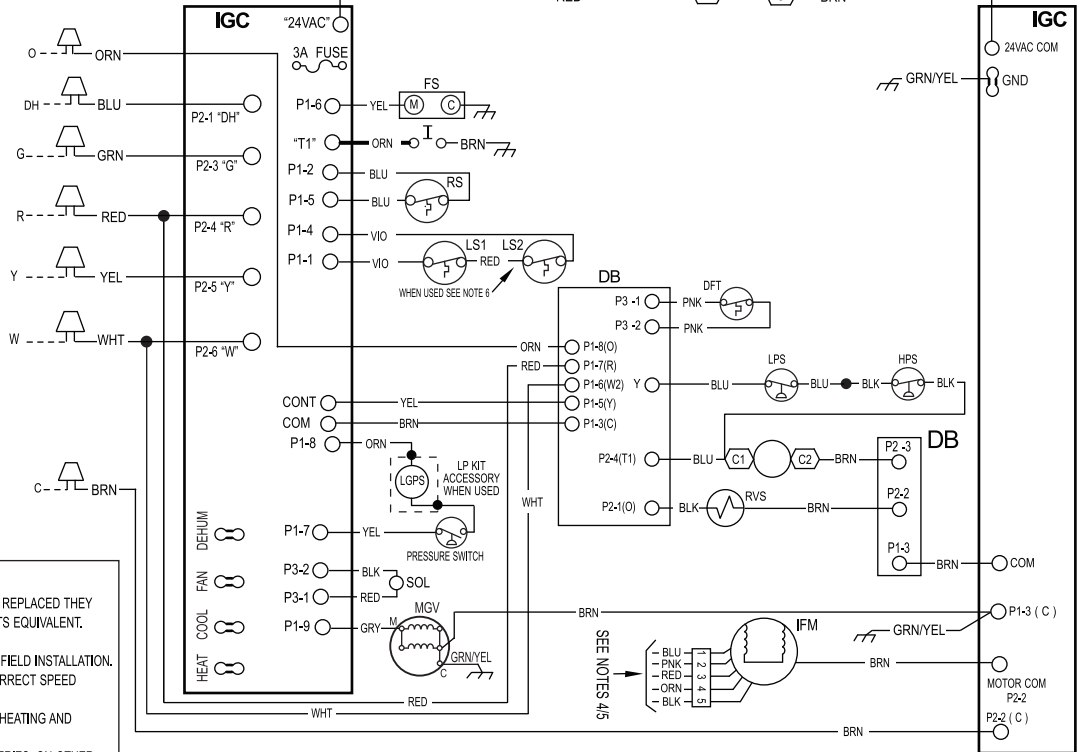 RED
BRN
IGC
IGC
"24VAC"
3A FUSE
24VAC COM
GRN/YEL
GND
O
ORN
DH
BLU
P2-1 "DH"
G
GRN
P2-3 "G"
R
RED
P2-4 "R"
Y
YEL
P2-5 "Y"
W
WHT
P2-6 "W"
P1-6
YEL
FS
M
C
"T1"
ORN
I
BRN
P1-2
BLU
P1-5
BLU
RS
P1-4
VIO
P1-1
VIO
LS1
RED
LS2
WHEN USED SEE NOTE 6
DB
P3 -1
PNK
DFT
P3 -2
PNK
ORN
P1-8(O)
RED
P1-7(R)
P1-6(W2)
Y
BLU
LPS
BLU
BLK
HPS
BLK
CONT
YEL
P1-5(Y)
COM
BRN
P1-3(C)
P1-8
ORN
LGPS
LP KIT
ACCESSORY
WHEN USED
WHT
P2-4(T1)
BLU
C1
C2
BRN
P2 -3
DB
P2-1(O)
BLK
RVS
BRN
P2-2
P1-3
BRN
COM
C
BRN
DEHUM
FAN
COOL
HEAT
P1-7
YEL
PRESSURE SWITCH
P3-2
BLK
SOL
P3-1
RED
P1-9
GRY
MGV
M
C
GRN/YEL
BRN
P1-3 ( C )
GRN/YEL
IFM
BRN
MOTOR COM
P2-2
SEE NOTES 4/5
BLU
1
PNK
2
RED
3
ORN
4
BLK
5
RED
WHT
BRN
P2-2 ( C )
REPLACED THEY
TS EQUIVALENT.
FIELD INSTALLATION.
RRECT SPEED
HEATING AND